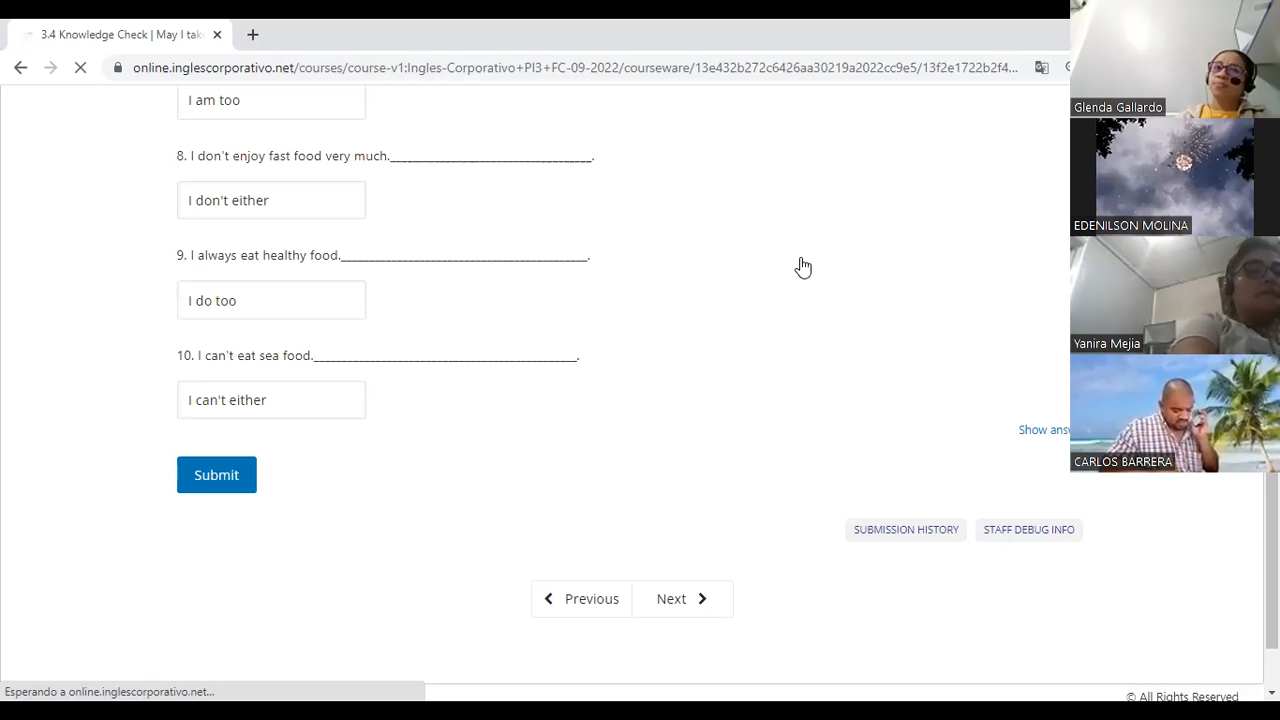 3.4 Knowledge Check | May I take
online.inglescorporativo.net/courses/course-v1:Ingles-Corporativo+PI3+FC-09-2022/courseware/13e432b272c6426aa30219a2022cc9e5/13f2e1722b2f4...
I am too
8. I don't enjoy fast food very much.________________________________.
I don't either
9. I always eat healthy food.________________________________________.
I do too
10. I can't eat sea food.__________________________________________.
I can't either
Show ans
Submit
SUBMISSION HISTORY
STAFF DEBUG INFO
Previous
Next
Esperando a online.inglescorporativo.net...
© All Rights Reserved
Glenda Gallardo
EDENILSON MOLINA
Yanira Mejia
CARLOS BARRERA